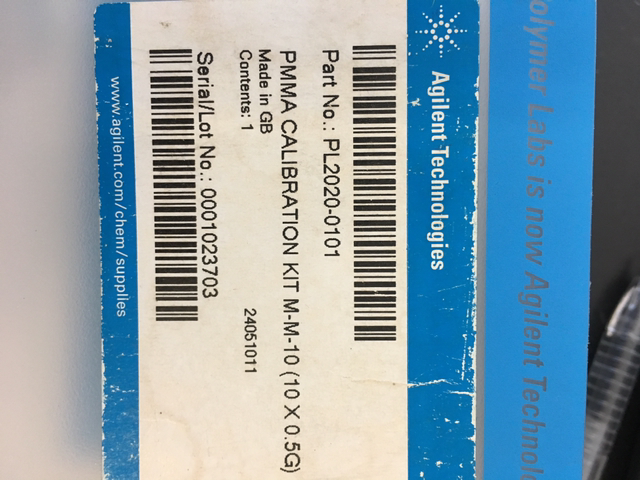 olymer Labs is now Agilent Technolo
Agilent Technologies
Part No.: PL2020-0101
PMMA CALIBRATION KIT M-M-10 (10 X 0.5G)
Made in GB
Contents: 1
24051011
Serial/Lot No.: 0001023703
www.agilent.com/chem/supplies